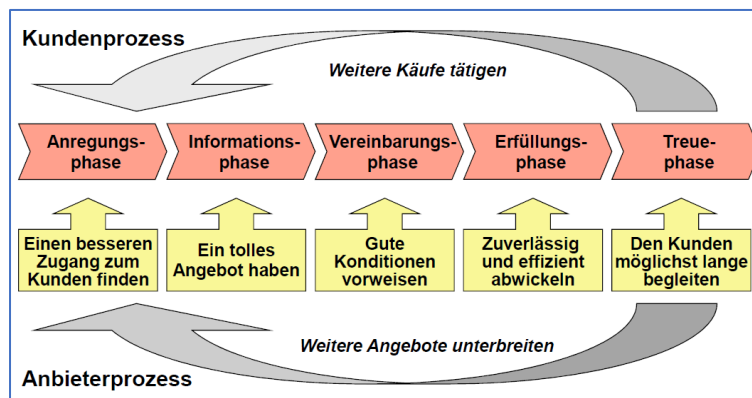 Kundenprozess
Weitere Käufe tätigen
Anregungs-
phase
Informations-
phase
Vereinbarungs-
phase
Erfüllungs-
phase
Treue-
phase
Einen besseren
Zugang zum
Kunden finden
Ein tolles
Angebot haben
Gute
Konditionen
vorweisen
Zuverlässig
und effizient
abwickeln
Den Kunden
möglichst lange
begleiten
Weitere Angebote unterbreiten
Anbieterprozess